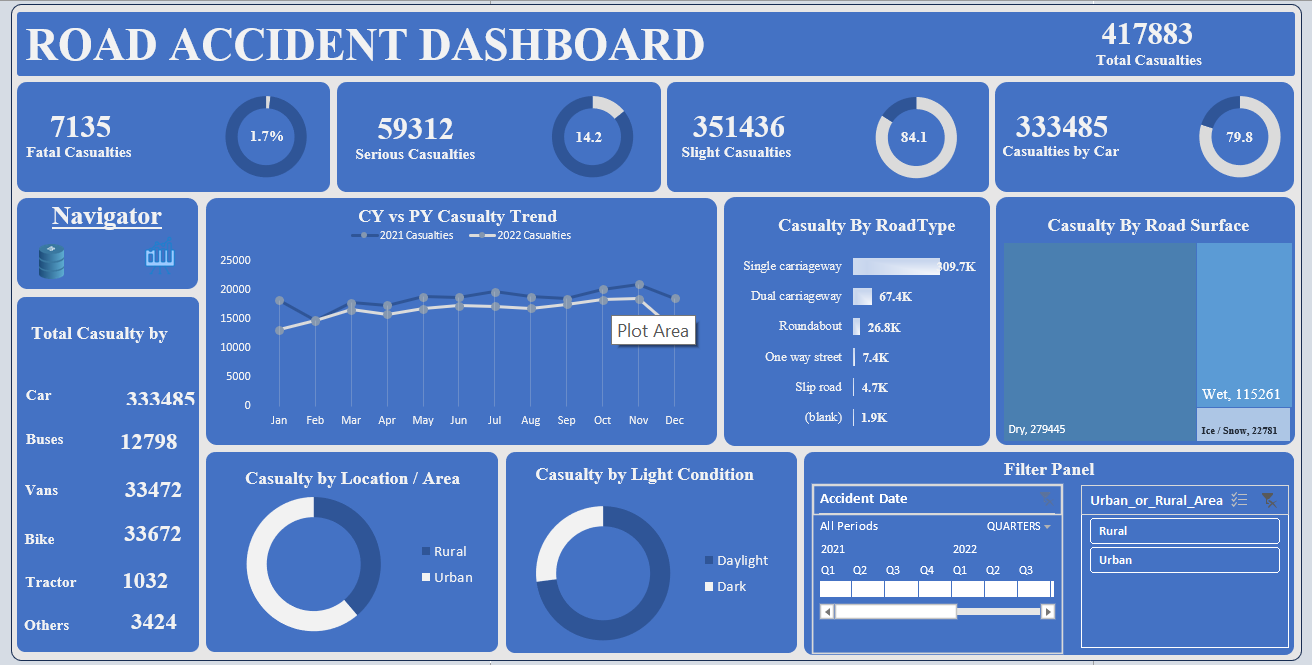 ROAD ACCIDENT DASHBOARD
417883
Total Casualties
7135
Fatal Casualties
1.7%
59312
Serious Casualties
14.2
351436
Slight Casualties
84.1
333485
Casualties by Car
79.8
Navigator
Total Casualty by
Car 333485
Buses 12798
Vans 33472
Bike 33672
Tractor 1032
Others 3424
CY vs PY Casualty Trend
2021 Casualties 2022 Casualties
25000
20000
15000
10000
5000
0
Jan Feb Mar Apr May Jun Jul Aug Sep Oct Nov Dec
Plot Area
Casualty By RoadType
Single carriageway 309.7K
Dual carriageway 67.4K
Roundabout 26.8K
One way street 7.4K
Slip road 4.7K
(blank) 1.9K
Casualty By Road Surface
Dry, 279445
Wet, 115261
Ice / Snow, 22781
Casualty by Location / Area
Rural
Urban
Casualty by Light Condition
Daylight
Dark
Filter Panel
Accident Date
All Periods QUARTERS
2021 2022
Q1 Q2 Q3 Q4 Q1 Q2 Q3
Urban_or_Rural_Area
Rural
Urban